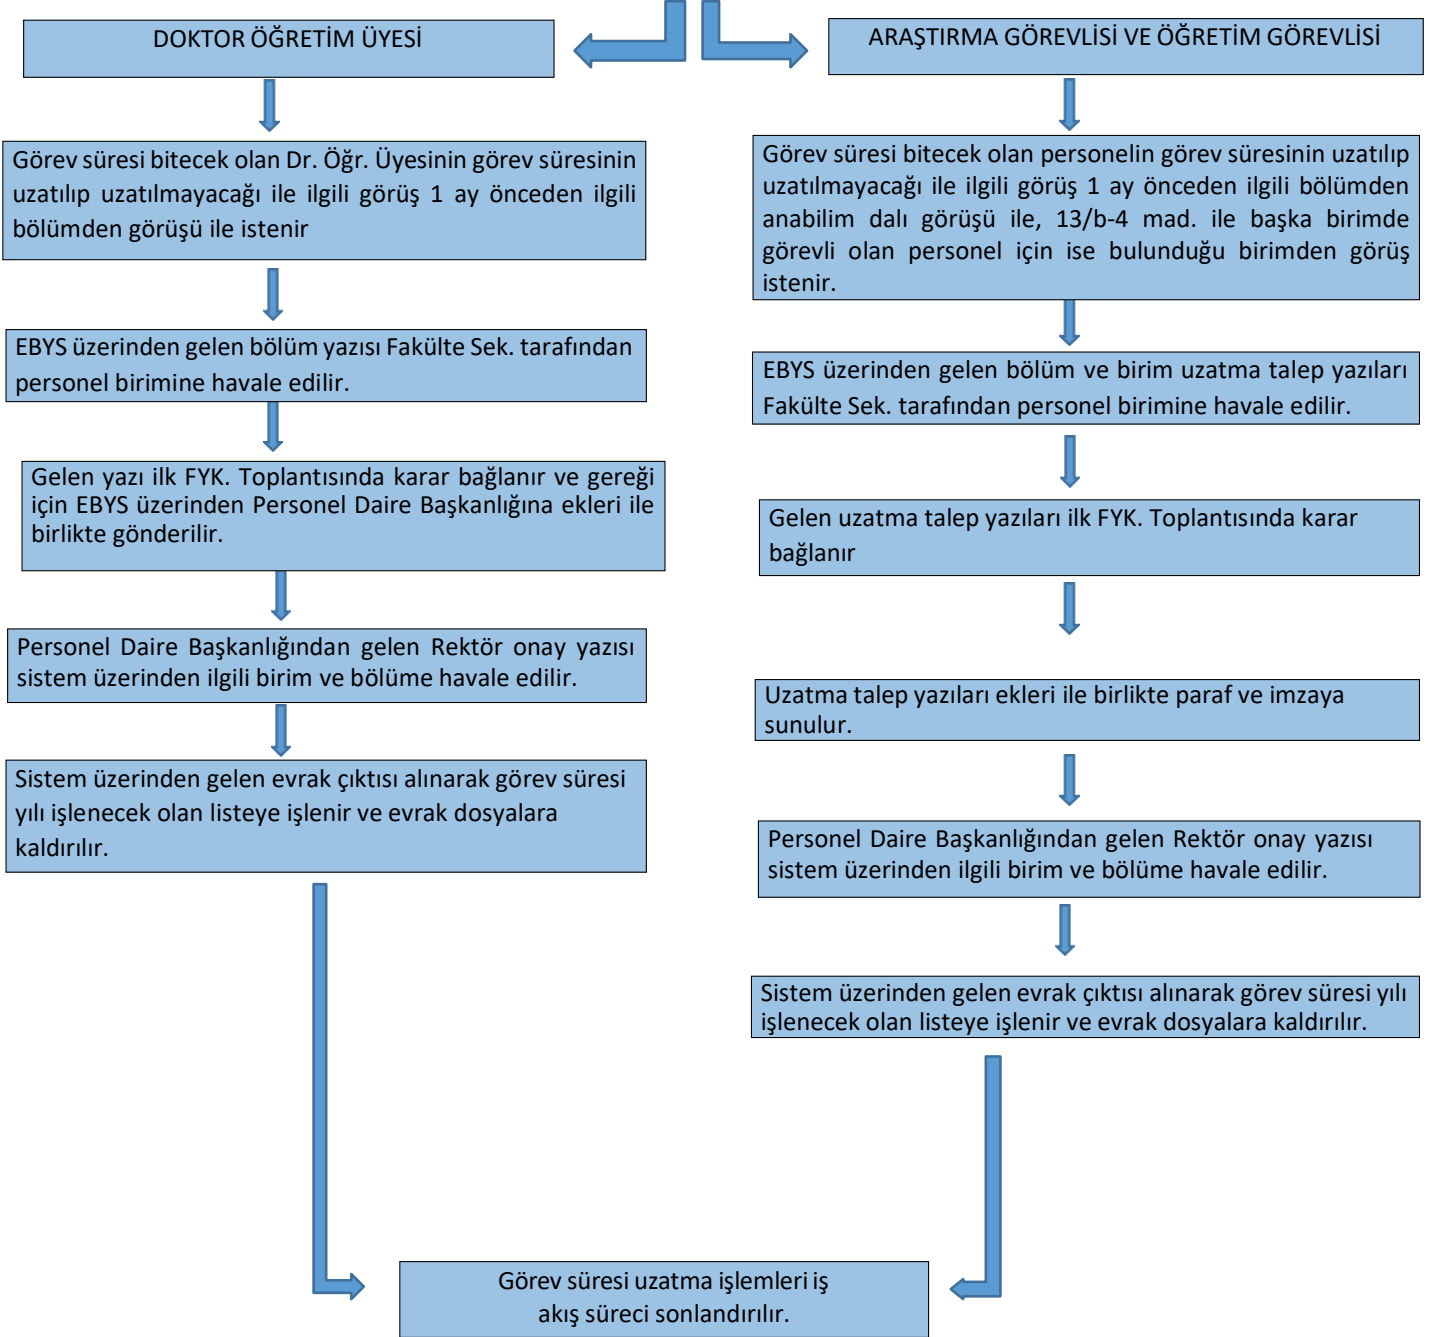 DOKTOR ÖĞRETİM ÜYESİ
Görev süresi bitecek olan Dr. Öğr. Üyesinin görev süresinin
uzatılıp uzatılmayacağı ile ilgili görüş 1 ay önceden ilgili
bölümden görüşü ile istenir
EBYS üzerinden gelen bölüm yazısı Fakülte Sek. tarafından
personel birimine havale edilir.
Gelen yazı ilk FYK. Toplantısında karar bağlanır ve gereği
için EBYS üzerinden Personel Daire Başkanlığına ekleri ile
birlikte gönderilir.
Personel Daire Başkanlığından gelen Rektör onay yazısı
sistem üzerinden ilgili birim ve bölüme havale edilir.
Sistem üzerinden gelen evrak çıktısı alınarak görev süresi
yılı işlenecek olan listeye işlenir ve evrak dosyalara
kaldırılır.
ARAŞTIRMA GÖREVLİSİ VE ÖĞRETİM GÖREVLİSİ
Görev süresi bitecek olan personelin görev süresinin uzatılıp
uzatılmayacağı ile ilgili görüş 1 ay önceden ilgili bölümden
anabilim dalı görüşü ile, 13/b-4 mad. ile başka birimde
görevli olan personel için ise bulunduğu birimden görüş
istenir.
EBYS üzerinden gelen bölüm ve birim uzatma talep yazıları
Fakülte Sek. tarafından personel birimine havale edilir.
Gelen uzatma talep yazıları ilk FYK. Toplantısında karar
bağlanır
Uzatma talep yazıları ekleri ile birlikte paraf ve imzaya
sunulur.
Personel Daire Başkanlığından gelen Rektör onay yazısı
sistem üzerinden ilgili birim ve bölüme havale edilir.
Sistem üzerinden gelen evrak çıktısı alınarak görev süresi yılı
işlenecek olan listeye işlenir ve evrak dosyalara kaldırılır.
Görev süresi uzatma işlemleri iş
akış süreci sonlandırılır.